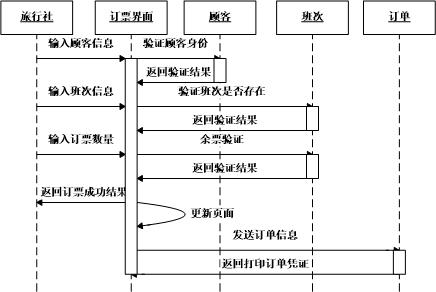 旅行社 订票界面 顾客 班次 订单
输入顾客信息 验证顾客身份
返回验证结果
输入班次信息 验证班次是否存在
返回验证结果
输入订票数量 余票验证
返回验证结果
返回订票成功结果
更新页面
发送订单信息
返回打印订单凭证